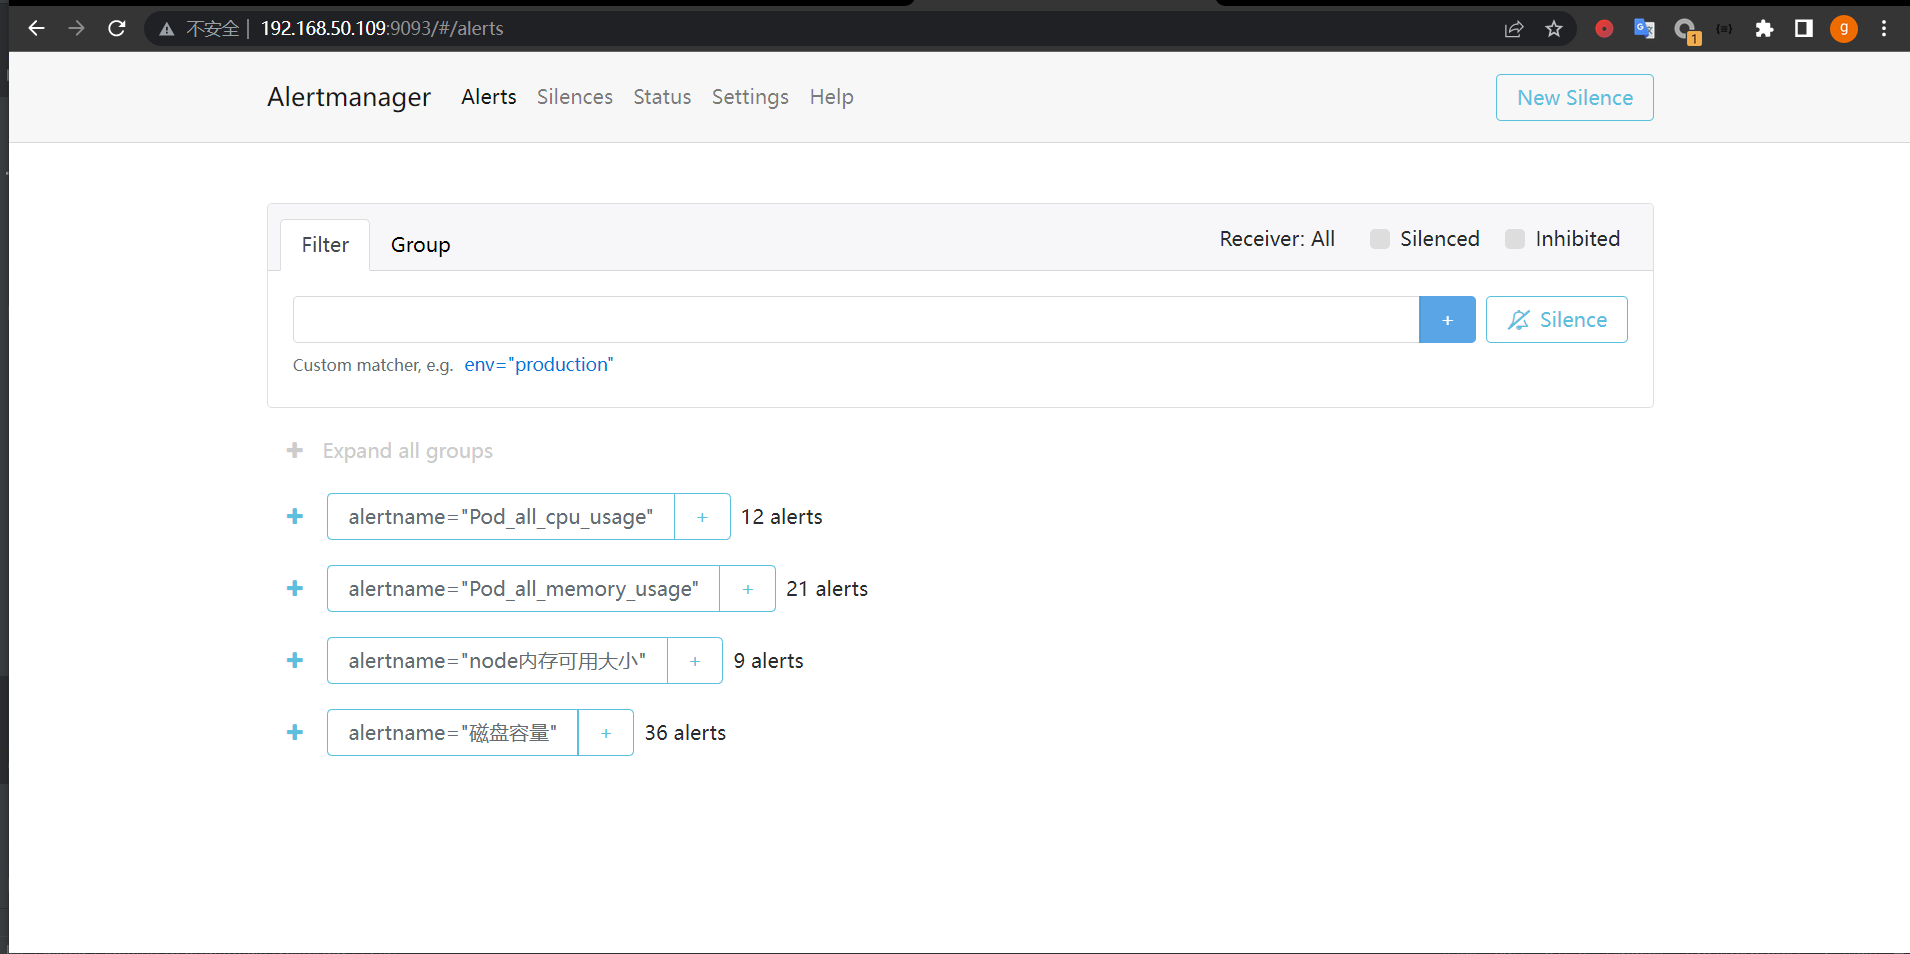 不安全 192.168.50.109:9093/#/alerts 1 g
Alertmanager Alerts Silences Status Settings Help New Silence
Filter Group Receiver: All Silenced Inhibited
+ Silence
Custom matcher, e.g. env="production"
+ Expand all groups
+ alertname="Pod_all_cpu_usage" + 12 alerts
+ alertname="Pod_all_memory_usage" + 21 alerts
+ alertname="node内存可用大小" + 9 alerts
+ alertname="磁盘容量" + 36 alerts